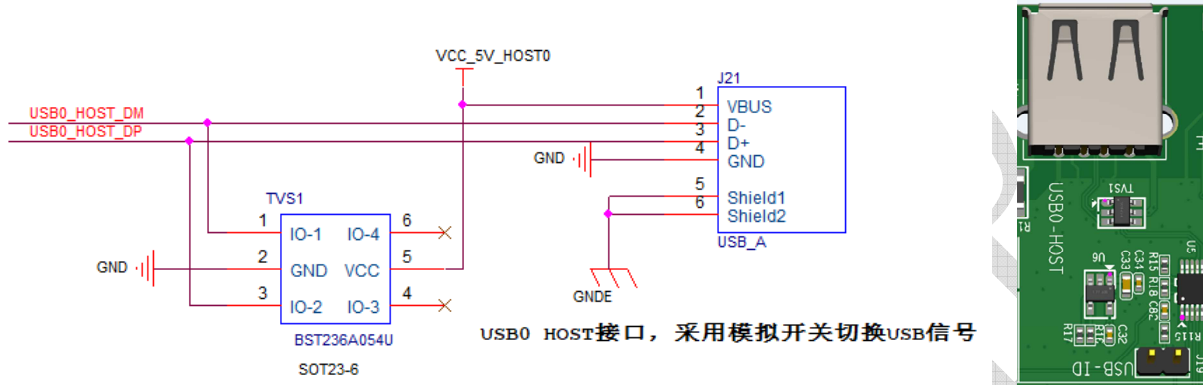 VCC_5V_HOST0
J21
USB0_HOST_DM
USB0_HOST_DP
1 VBUS
2 D-
3 D+
GND 4 GND
5 Shield1
6 Shield2
USB_A
GNDE
TVS1
1 IO-1 IO-4 6
GND 2 GND VCC 5
3 IO-2 IO-3 4
BST236A054U
SOT23-6
USB0 HOST接口，采用模拟开关切换USB信号
TVS1
USB0-HOST
U5
U6
C33
C34
R15
R18
C82
R17
R16
C32
R115
USB-ID